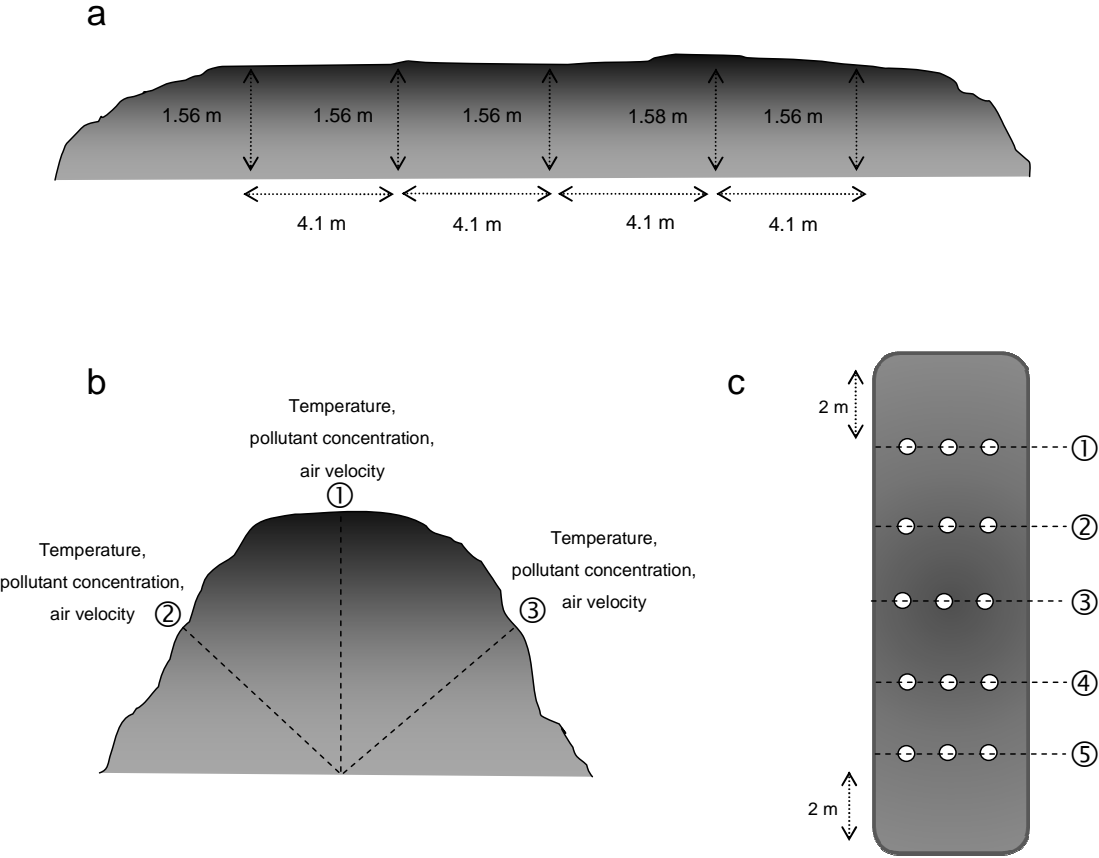 a
1.56 m 1.56 m 1.56 m 1.58 m 1.56 m
4.1 m 4.1 m 4.1 m 4.1 m
b
Temperature,
pollutant concentration,
air velocity
①
Temperature,
pollutant concentration,
air velocity ②
Temperature,
pollutant concentration,
③ air velocity
c
2 m
①
②
③
④
⑤
2 m